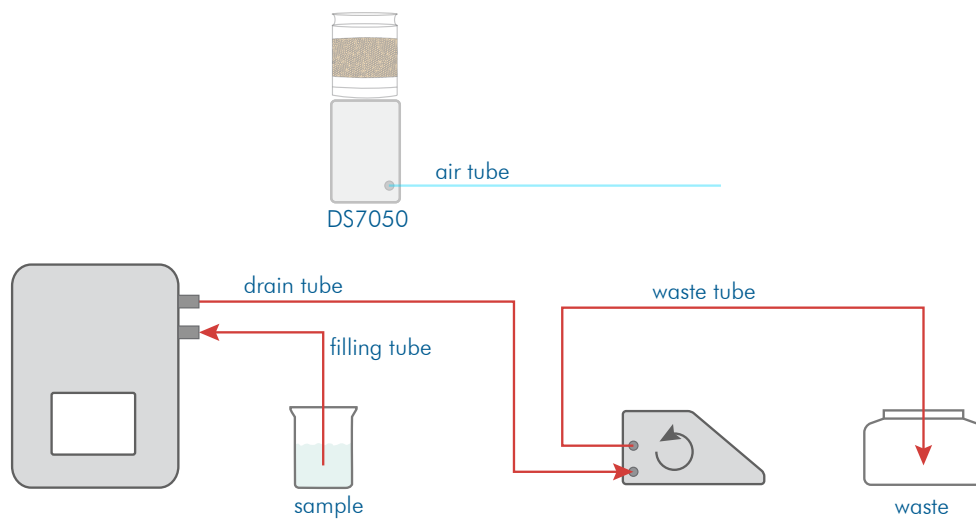 air tube
DS7050
drain tube
waste tube
filling tube
sample
waste